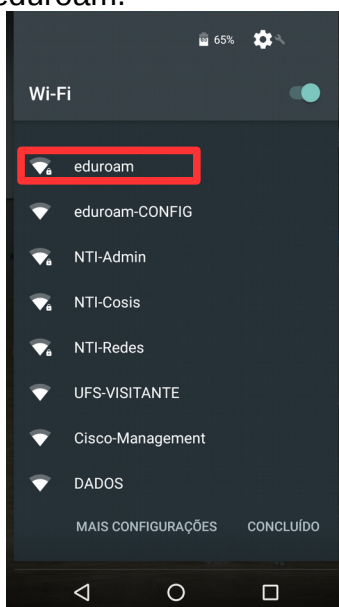 eduroam.
65%
Wi-Fi
eduroam
eduroam-CONFIG
NTI-Admin
NTI-Cosis
NTI-Redes
UFS-VISITANTE
Cisco-Management
DADOS
MAIS CONFIGURAÇÕES CONCLUÍDO